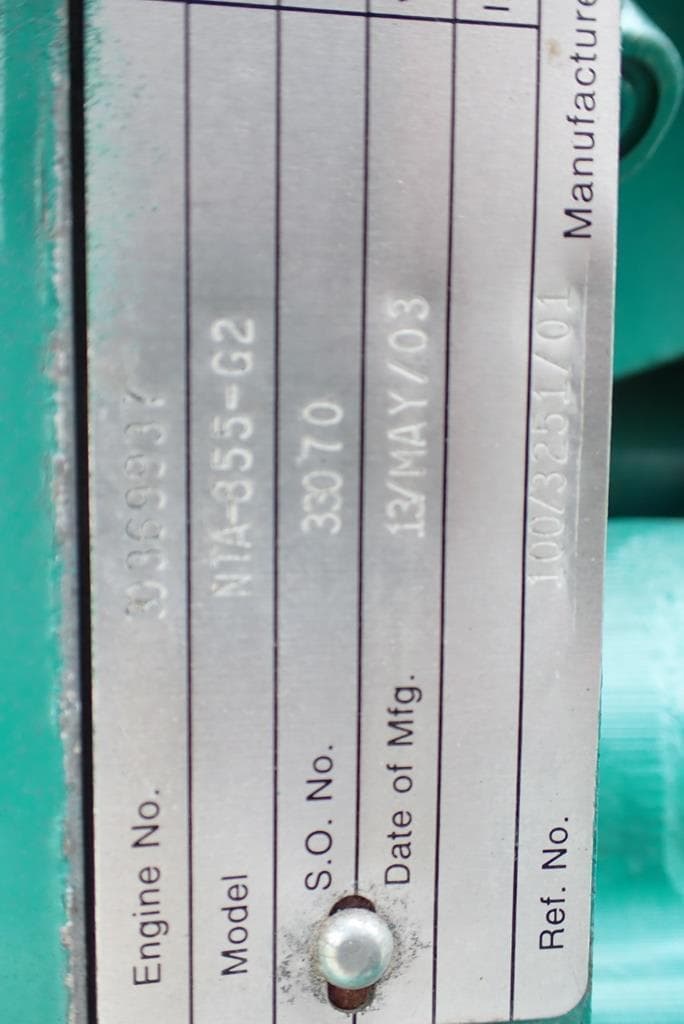 Engine No.
Model NTA-855-G2
S.O. No. 33070
Date of Mfg. 13/MAY/03
Ref. No. 100/3251/01
Manufacture